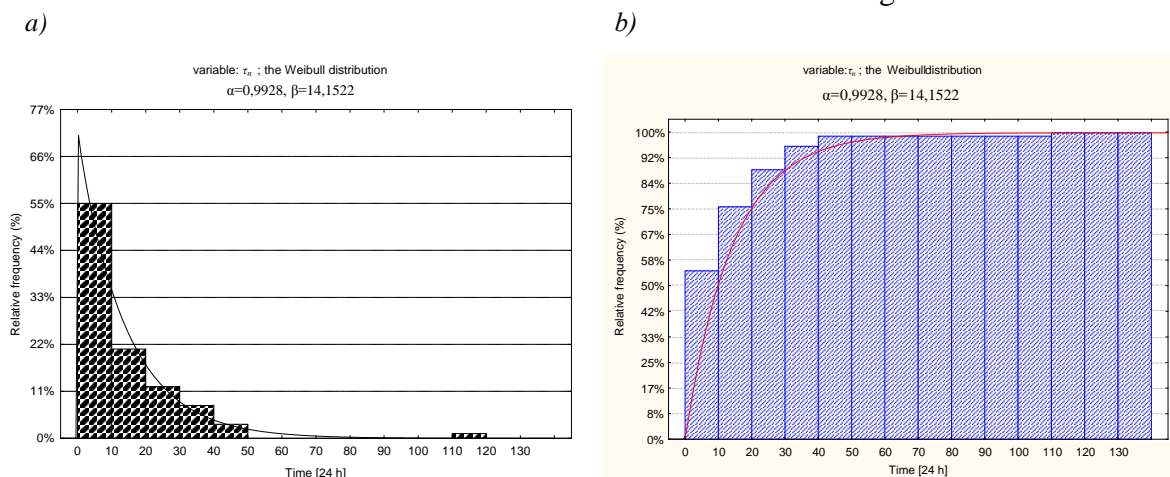 a)
b)
variable: τn ; the Weibull distribution
α=0,9928, β=14,1522
77%
66%
55%
44%
33%
22%
11%
0%
Relative frequency (%)
0 10 20 30 40 50 60 70 80 90 100 110 120 130
Time [24 h]
variable:τn ; the Weibulldistribution
α=0,9928, β=14,1522
100%
92%
84%
75%
67%
58%
50%
42%
33%
25%
17%
8%
0%
Relative frequency (%)
0 10 20 30 40 50 60 70 80 90 100 110 120 130
Time [24 h]